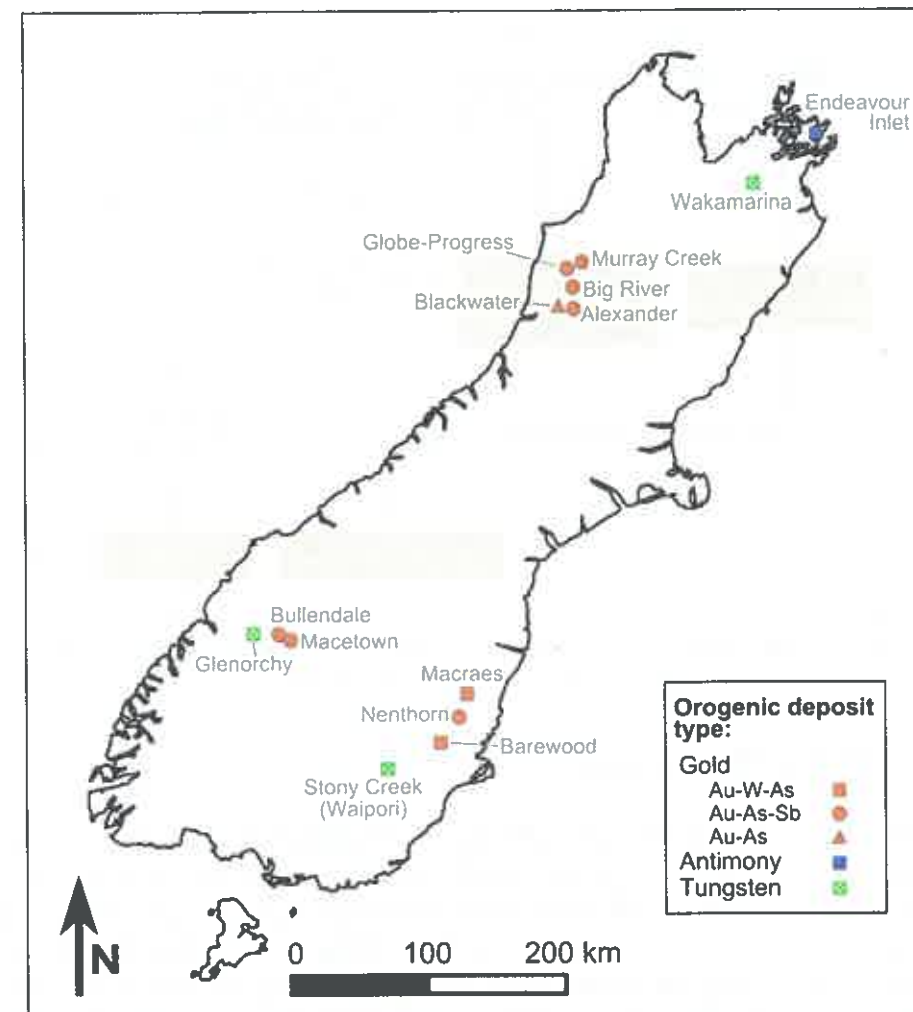 Endeavour
Inlet
Wakamarina
Globe-Progress
Murray Creek
Big River
Blackwater
Alexander
Bullendale
Macetown
Glenorchy
Macraes
Nenthorn
Barewood
Stony Creek
(Waipori)
Orogenic deposit
type:
Gold
Au-W-As
Au-As-Sb
Au-As
Antimony
Tungsten
N
0 100 200 km